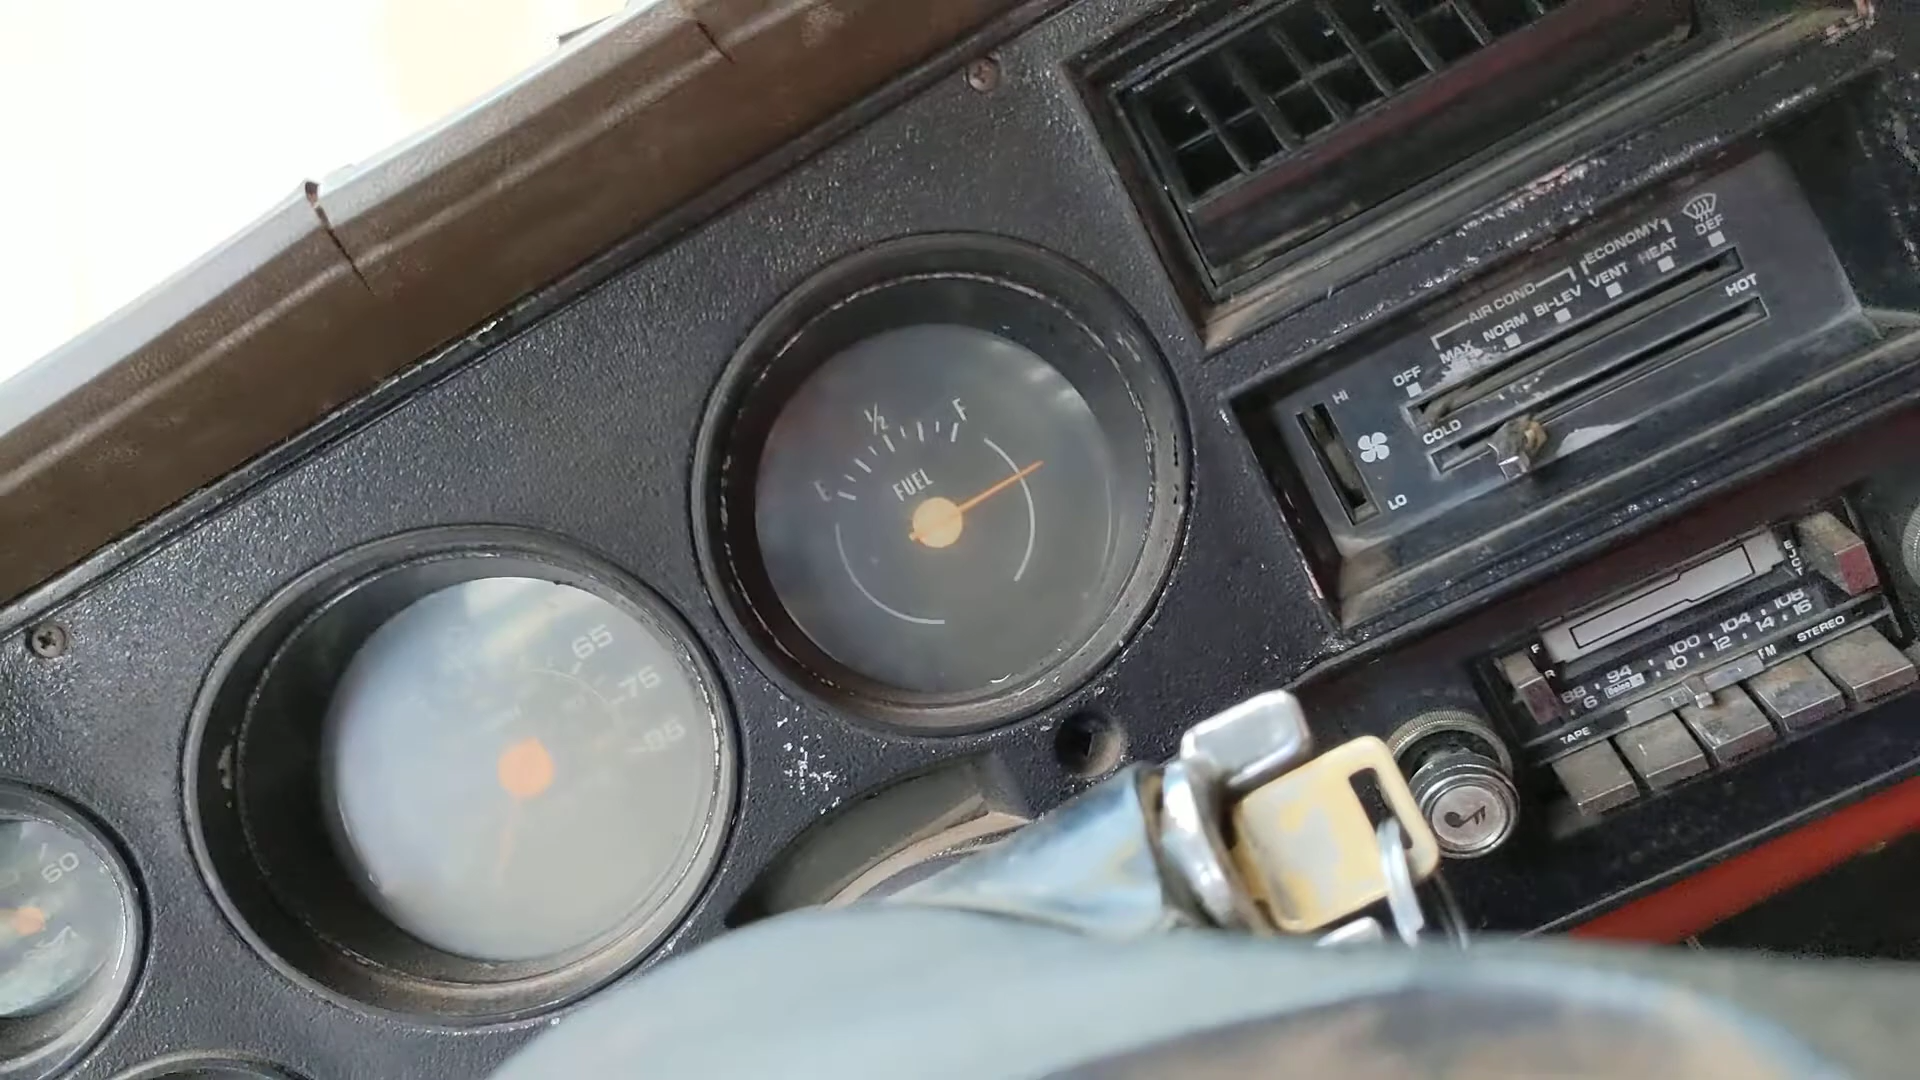 DEF
ECONOMY
VENT HEAT
AIR COND
MAX NORM BI-LEV
OFF
HOT
HI
COLD
LO
E ½ F
FUEL
65
75
85
60
EJCT
F
R
88 94 100 104 108
6 10 12 14 16
FM
STEREO
TAPE